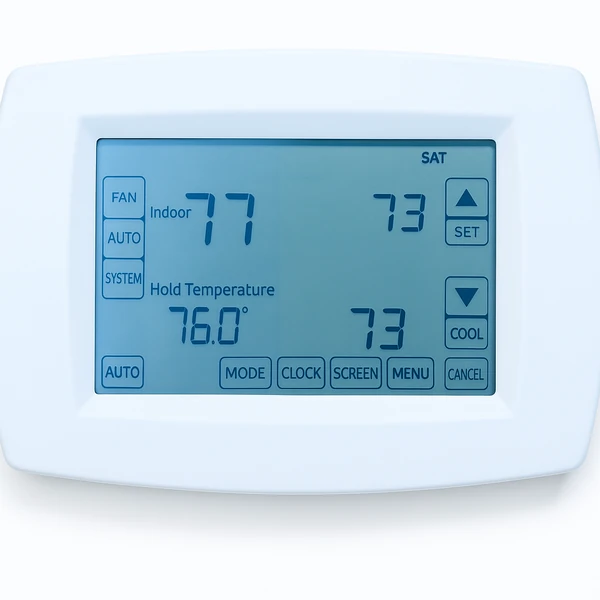 SAT
FAN
Indoor 77 73
AUTO SET
SYSTEM
Hold Temperature
76.0° 73 COOL
AUTO MODE CLOCK SCREEN MENU CANCEL